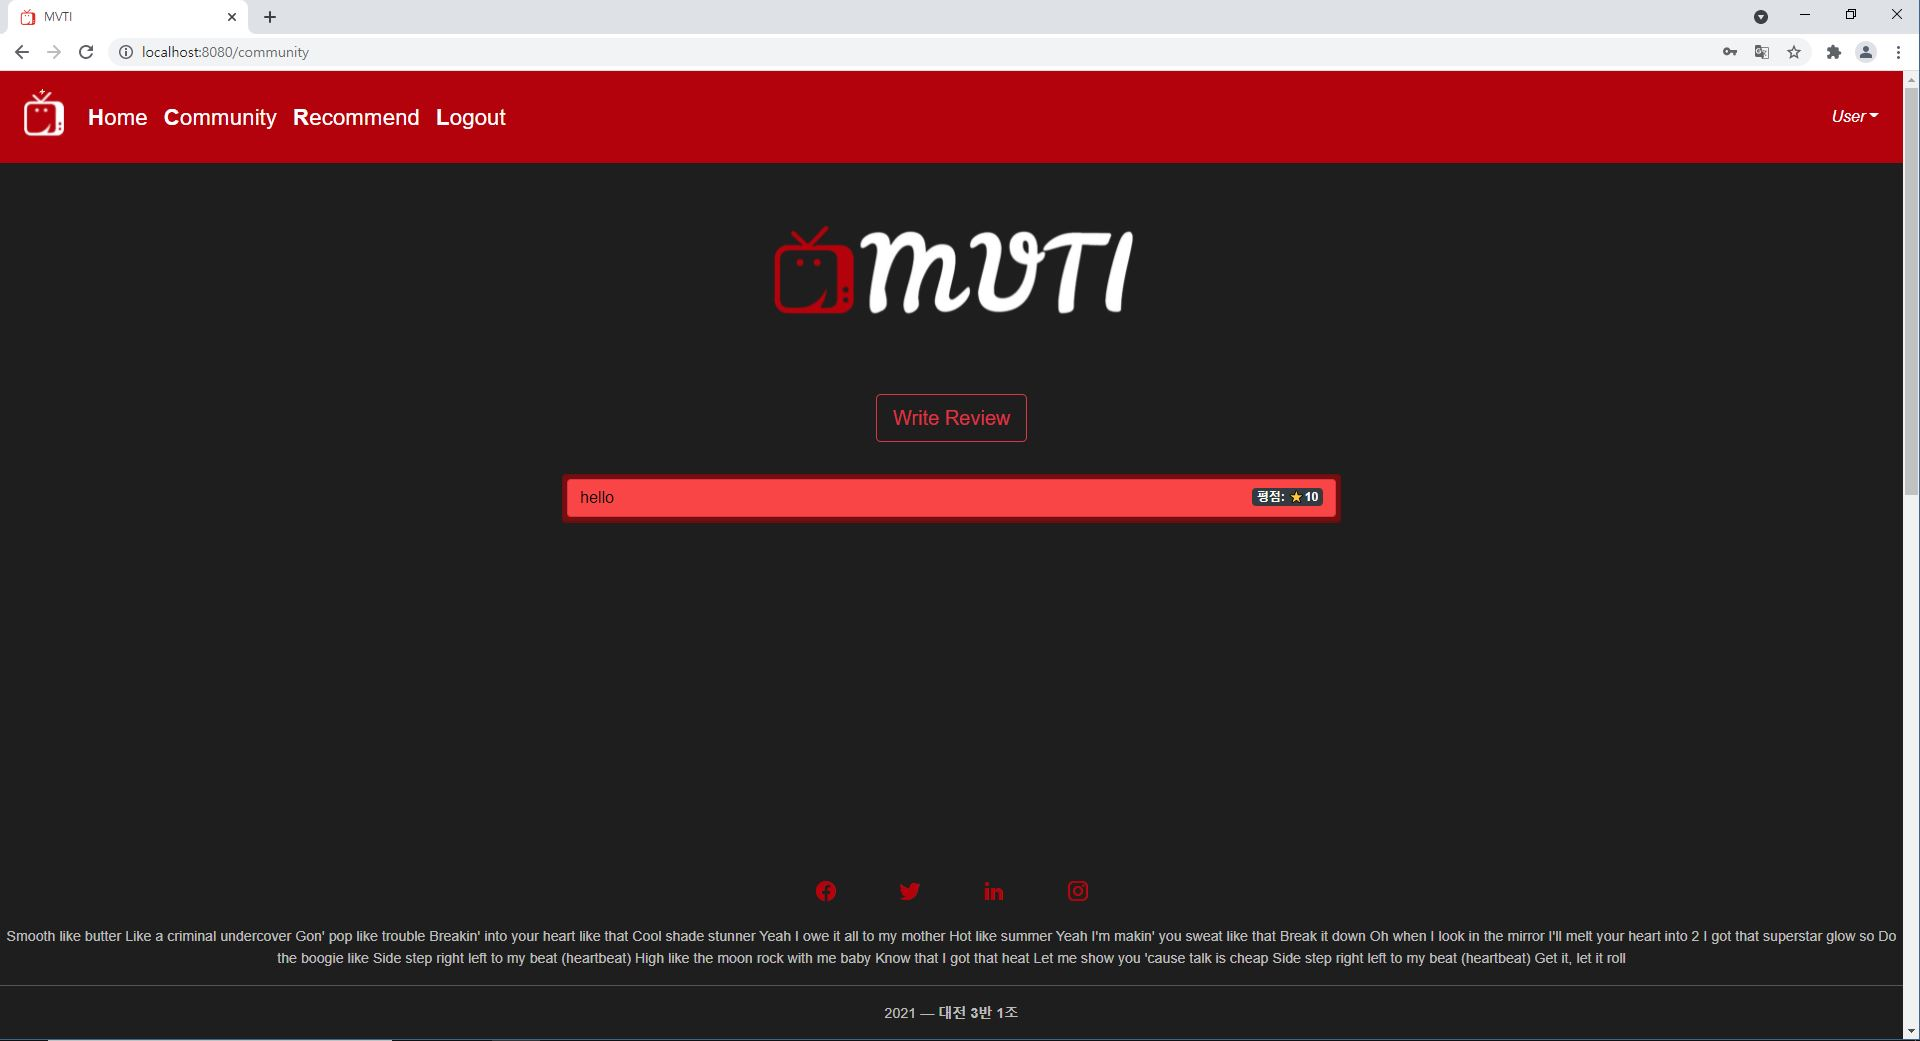 MVTI
localhost:8080/community
Home Community Recommend Logout
User
MVTI
Write Review
hello
평점: ⭐10
Smooth like butter Like a criminal undercover Gon' pop like trouble Breakin' into your heart like that Cool shade stunner Yeah I owe it all to my mother Hot like summer Yeah I'm makin' you sweat like that Break it down Oh when I look in the mirror I'll melt your heart into 2 I got that superstar glow so Do
the boogie like Side step right left to my beat (heartbeat) High like the moon rock with me baby Know that I got that heat Let me show you 'cause talk is cheap Side step right left to my beat (heartbeat) Get it, let it roll
2021 — 대전 3반 1조